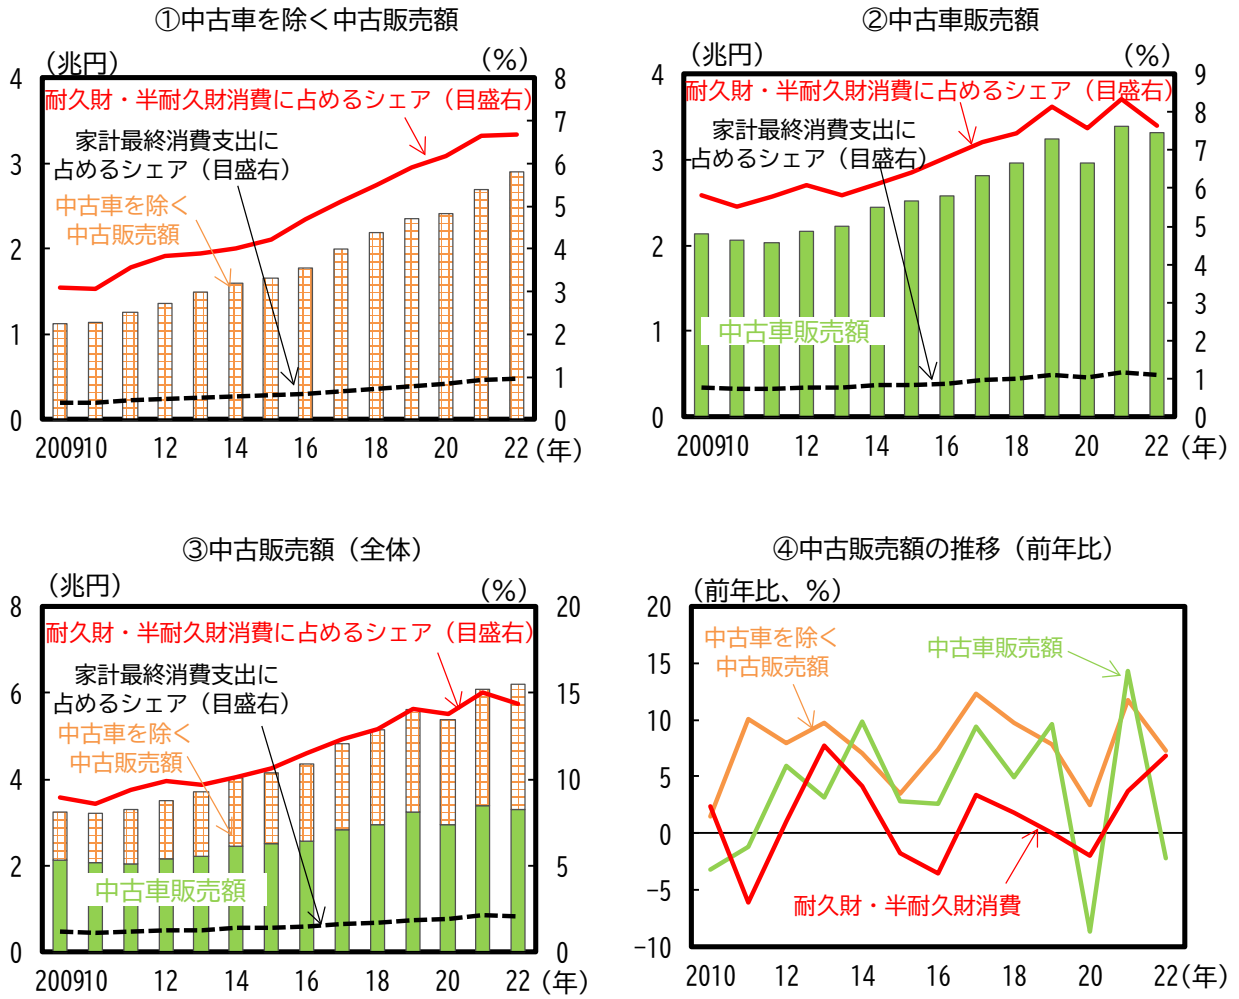 ①中古車を除く中古販売額
(兆円)
(%)
4
3
2
1
0
8
7
6
5
4
3
2
1
0
耐久財・半耐久財消費に占めるシェア(目盛右)
家計最終消費支出に
占めるシェア(目盛右)
中古車を除く
中古販売額
2009
10
12
14
16
18
20
22
(年)
②中古車販売額
(兆円)
(%)
4
3
2
1
0
9
8
7
6
5
4
3
2
1
0
耐久財・半耐久財消費に占めるシェア(目盛右)
家計最終消費支出に
占めるシェア(目盛右)
中古車販売額
2009
10
12
14
16
18
20
22
(年)
③中古販売額(全体)
(兆円)
(%)
8
6
4
2
0
20
15
10
5
0
耐久財・半耐久財消費に占めるシェア(目盛右)
家計最終消費支出に
占めるシェア(目盛右)
中古車を除く
中古販売額
中古車販売額
2009
10
12
14
16
18
20
22
(年)
④中古販売額の推移(前年比)
(前年比、%)
20
15
10
5
0
−5
−10
中古車を除く
中古販売額
中古車販売額
耐久財・半耐久財消費
2010
12
14
16
18
20
22
(年)